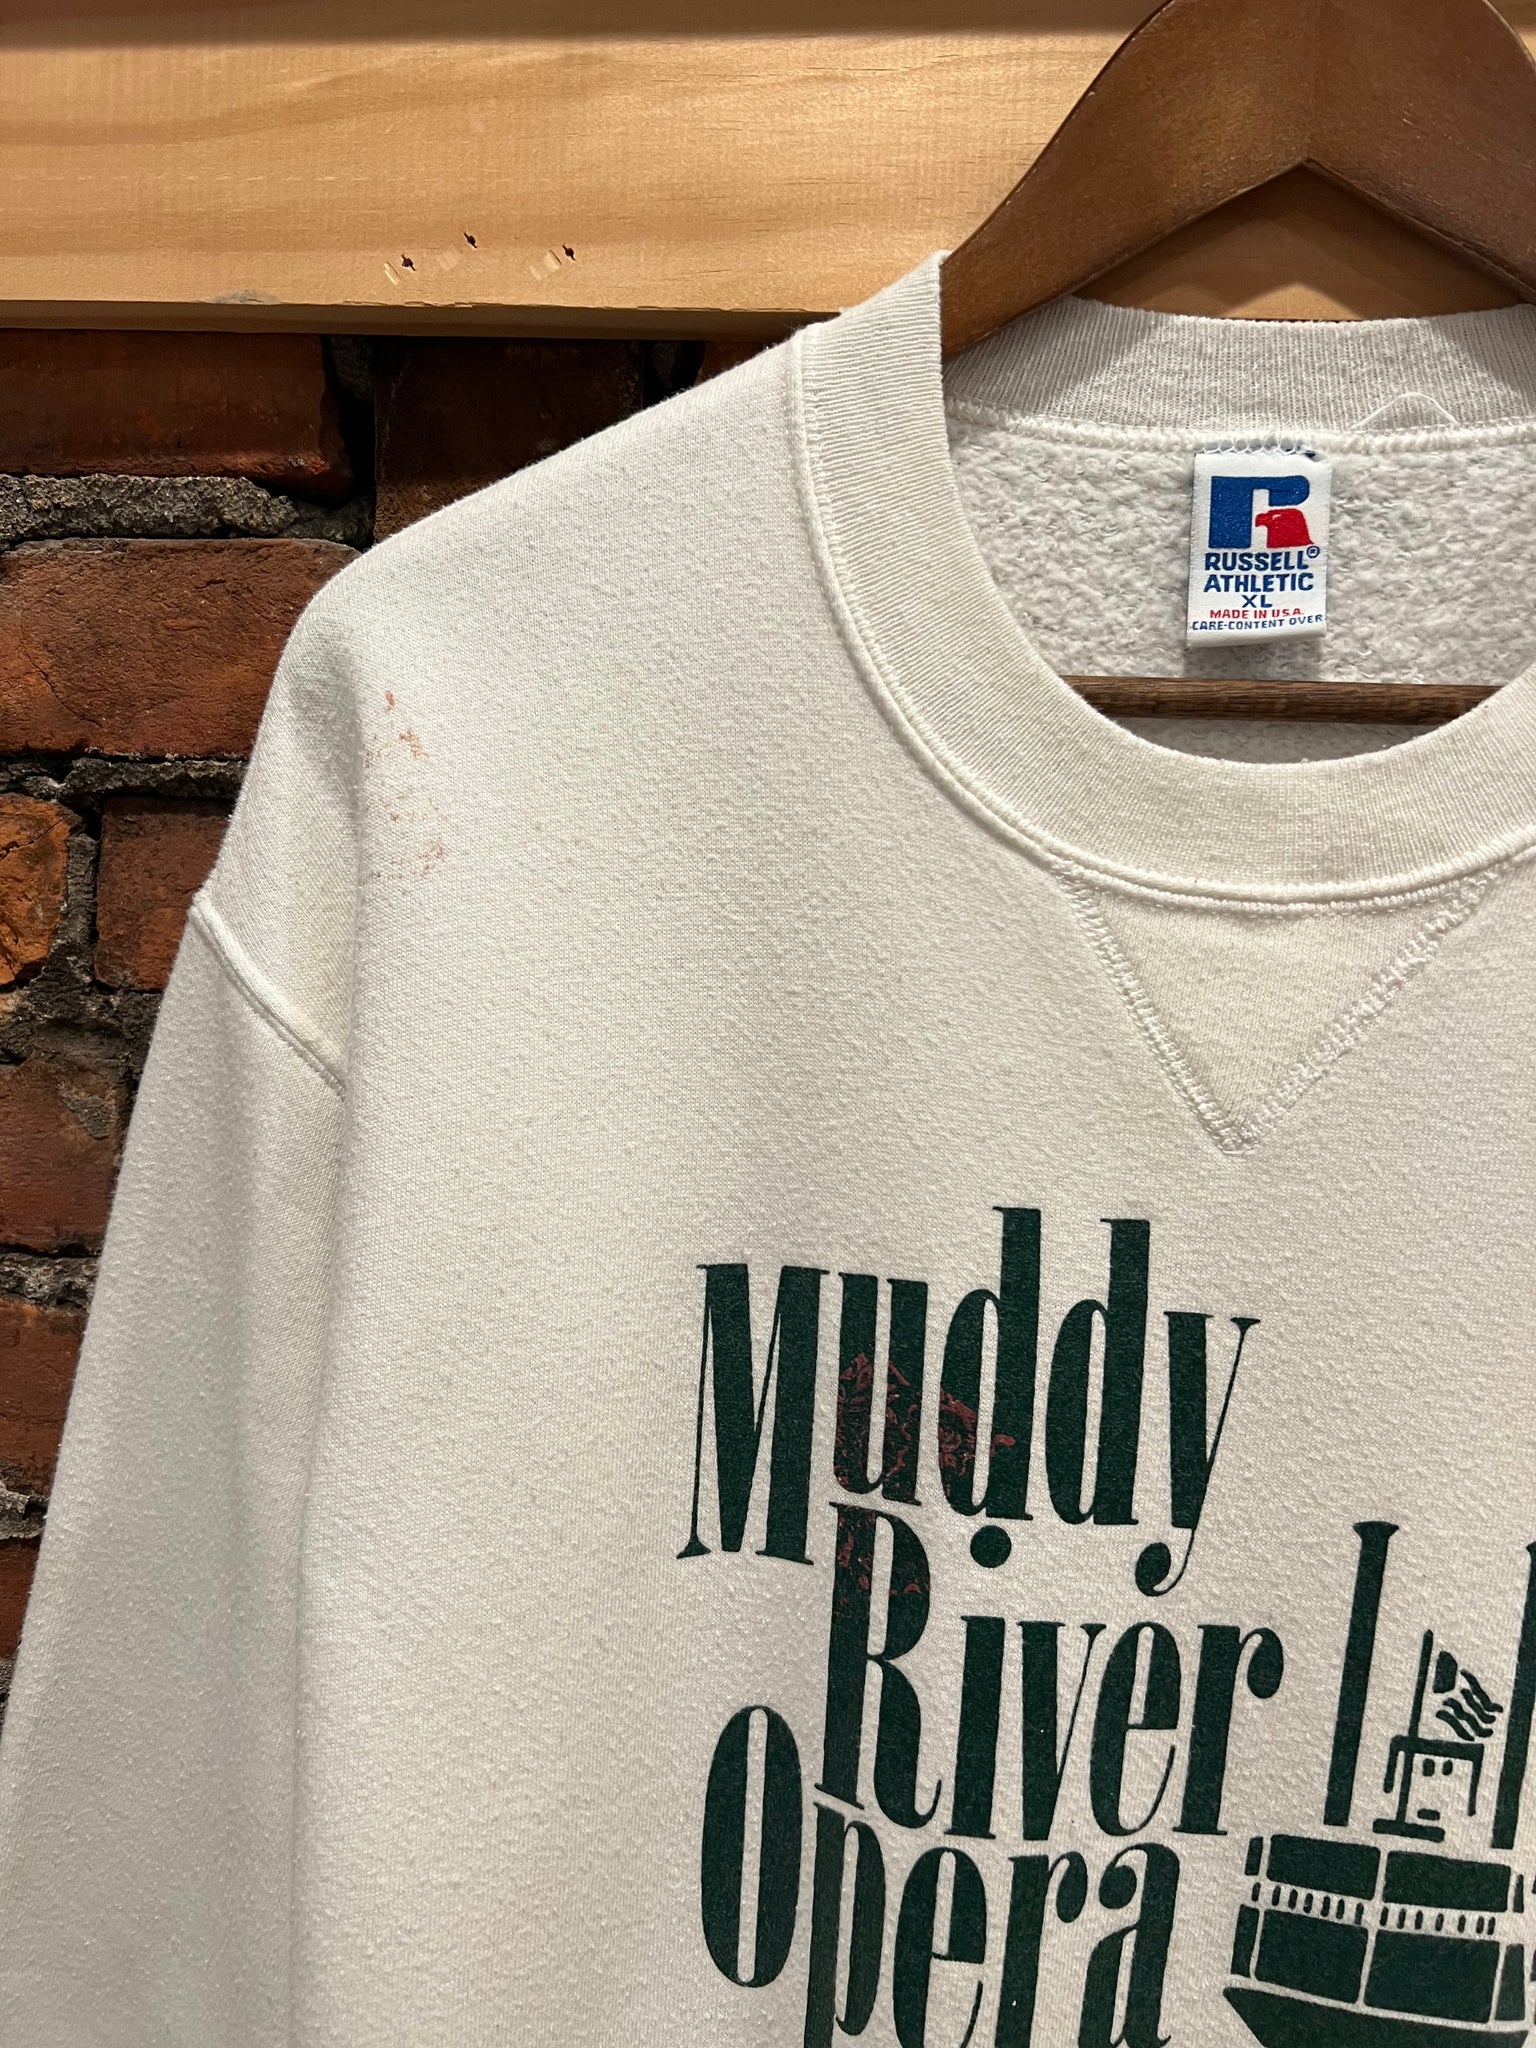 RUSSELL®
ATHLETIC
XL
MADE IN U.S.A.
CARE-CONTENT OVER
Muddy
River
Opera